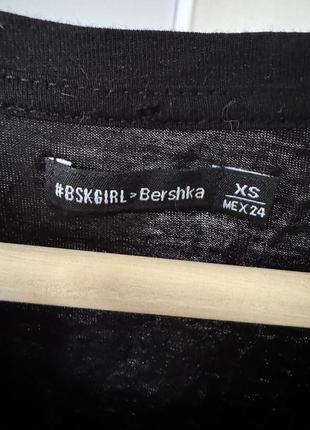 #BSKGIRL > Bershka
XS
MEX 24